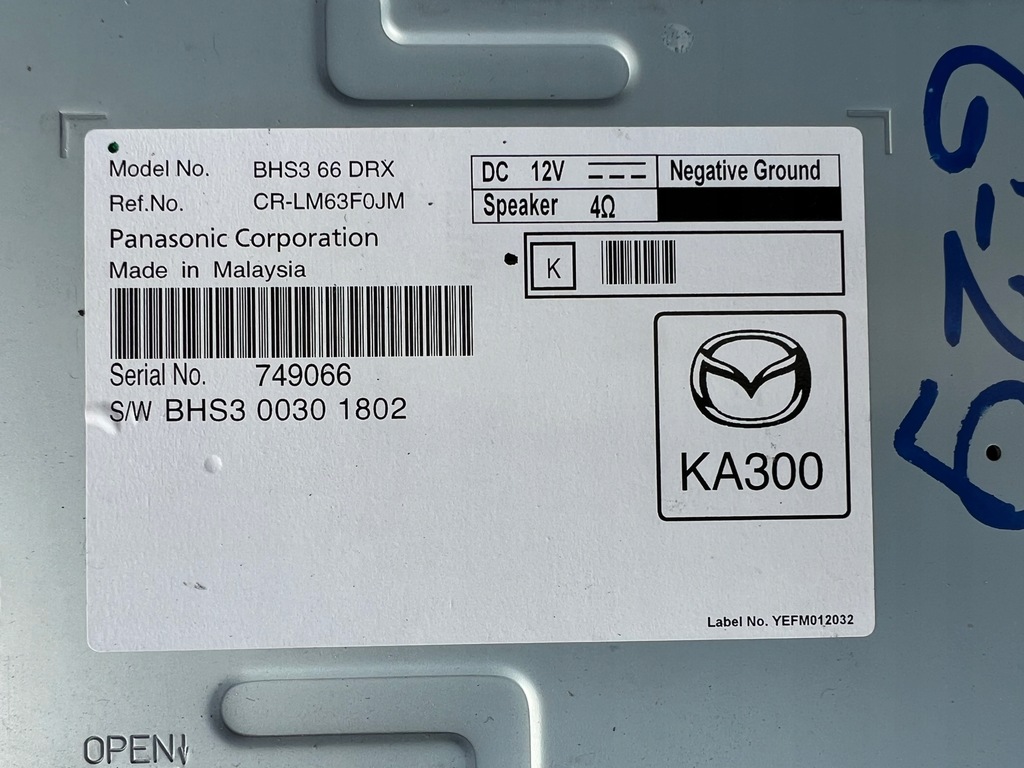 Model No. BHS3 66 DRX
Ref.No. CR-LM63F0JM
Panasonic Corporation
Made in Malaysia
Serial No. 749066
S/W BHS3 0030 1802
DC 12V Negative Ground
Speaker 4Ω
K
KA300
Label No. YEFM012032
OPEN